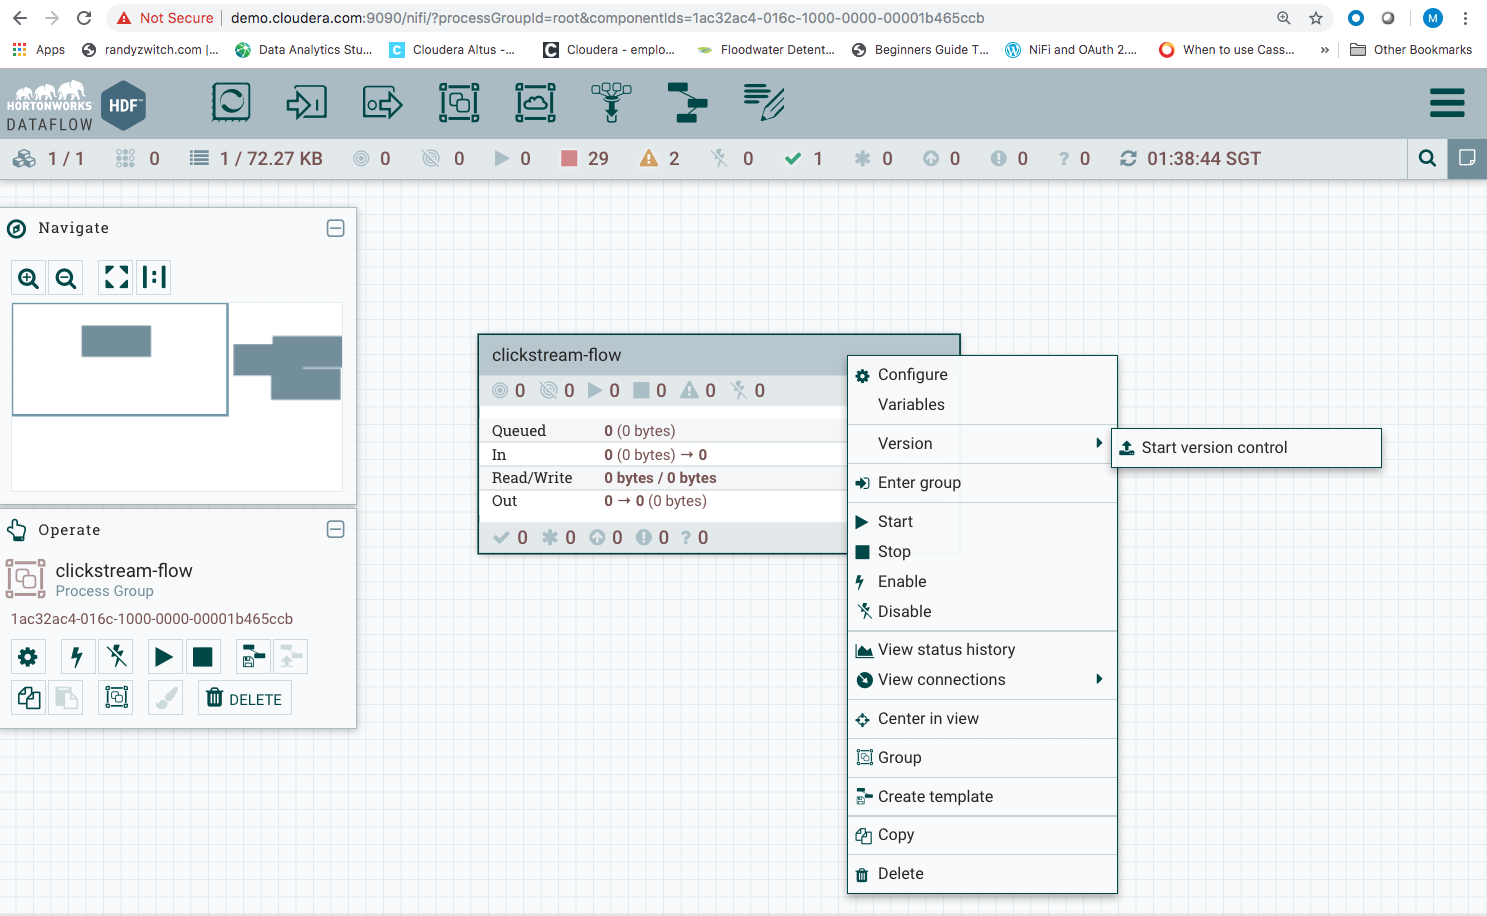 Not Secure demo.cloudera.com:9090/nifi/?processGroupId=root&componentIds=1ac32ac4-016c-1000-0000-00001b465ccb M
Apps randyzwitch.com |... Data Analytics Stu... Cloudera Altus -... Cloudera - emplo... Floodwater Detent... Beginners Guide T... NiFi and OAuth 2.... When to use Cass... » Other Bookmarks
HORTONWORKS
DATAFLOW
HDF™
1 / 1 0 1 / 72.27 KB 0 0 0 29 2 0 1 0 0 0 ? 0 01:38:44 SGT
Navigate
Operate
clickstream-flow
Process Group
1ac32ac4-016c-1000-0000-00001b465ccb
DELETE
clickstream-flow
0 0 0 0 0 0
Queued 0 (0 bytes)
In 0 (0 bytes) → 0
Read/Write 0 bytes / 0 bytes
Out 0 → 0 (0 bytes)
0 0 0 0 ? 0
Configure
Variables
Version
Start version control
Enter group
Start
Stop
Enable
Disable
View status history
View connections
Center in view
Group
Create template
Copy
Delete